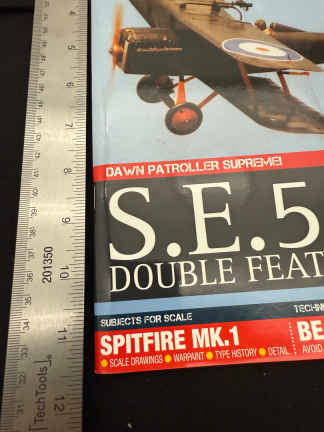 DAWN PATROLLER SUPREME!
S.E.5
DOUBLE FEAT
SUBJECTS FOR SCALE
TECHN
SPITFIRE MK.1
BE
SCALE DRAWINGS • WARPAINT • TYPE HISTORY • DETAIL
AVOID
4
5
6
7
8
9
10
11
12
201350
TechTools